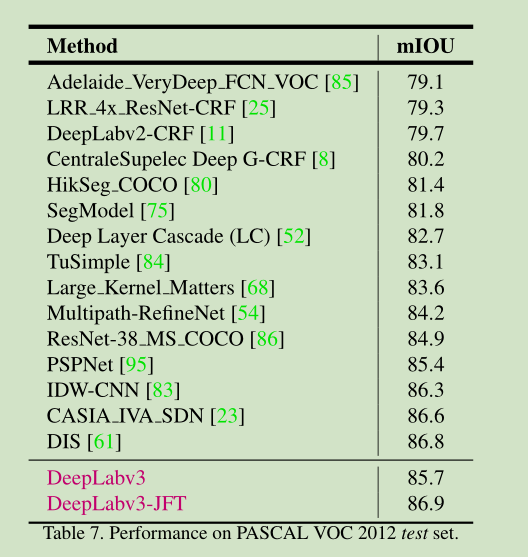 Method mIOU
Adelaide_VeryDeep_FCN_VOC [85] 79.1
LRR_4x_ResNet-CRF [25] 79.3
DeepLabv2-CRF [11] 79.7
CentraleSupelec Deep G-CRF [8] 80.2
HikSeg_COCO [80] 81.4
SegModel [75] 81.8
Deep Layer Cascade (LC) [52] 82.7
TuSimple [84] 83.1
Large_Kernel_Matters [68] 83.6
Multipath-RefineNet [54] 84.2
ResNet-38_MS_COCO [86] 84.9
PSPNet [95] 85.4
IDW-CNN [83] 86.3
CASIA_IVA_SDN [23] 86.6
DIS [61] 86.8
DeepLabv3 85.7
DeepLabv3-JFT 86.9
Table 7. Performance on PASCAL VOC 2012 test set.